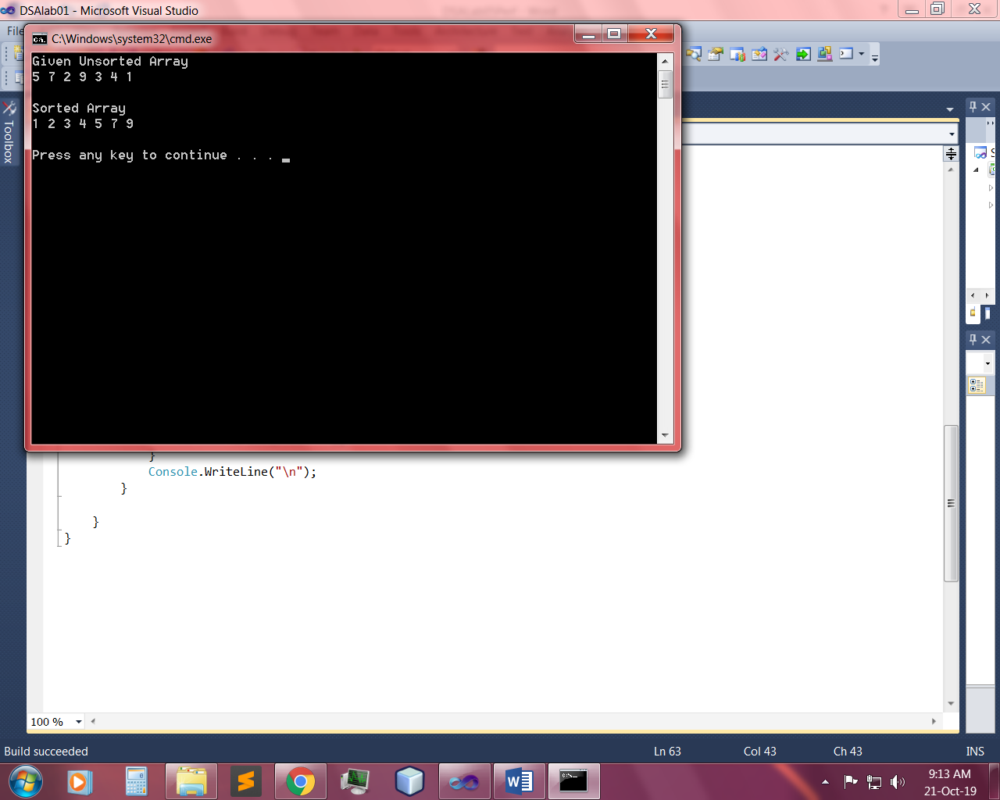 DSAlab01 - Microsoft Visual Studio
File
C:\Windows\system32\cmd.exe
Given Unsorted Array
5 7 2 9 3 4 1
Sorted Array
1 2 3 4 5 7 9
Press any key to continue . . .
Toolbox
}
Console.WriteLine("\n");
}
}
}
100 %
Build succeeded
Ln 63
Col 43
Ch 43
INS
9:13 AM
21-Oct-19